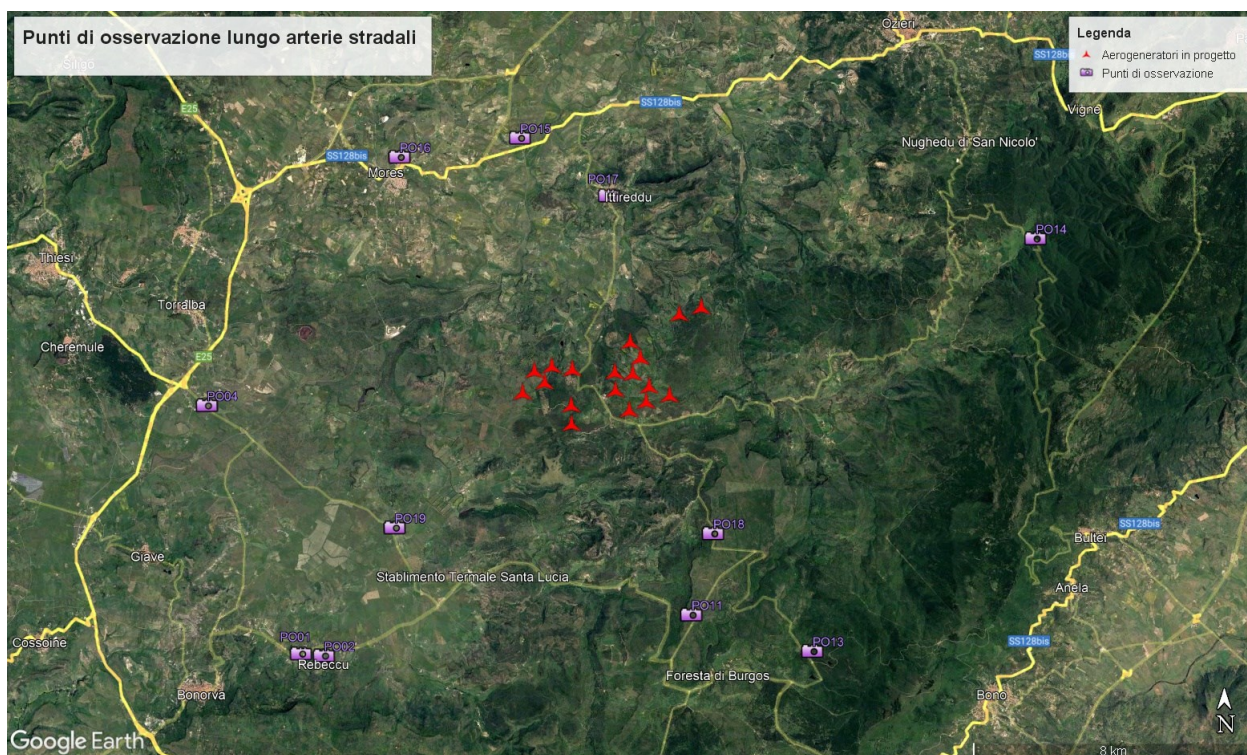 Punti di osservazione lungo arterie stradali
Legenda
Aerogeneratori in progetto
Punti di osservazione
Siligo
Ozieri
SS128bis
Vigne
E25
SS128bis
PO15
SS128bis
PO16
Mores
Nughedu di San Nicolo'
PO17
Ittireddu
PO14
Thiesi
Torralba
Cheremule
E25
PO04
PO19
PO18
SS128bis
Bultei
Giave
Stablimento Termale Santa Lucia
Anela
PO11
Cossoine
PO01
PO02
Rebeccu
PO13
SS128bis
Foresta di Burgos
Bonorva
Bono
N
Google Earth
8 km